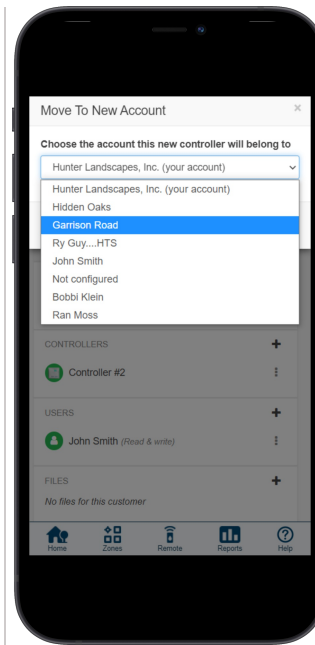 Move To New Account ×
Choose the account this new controller will belong to
Hunter Landscapes, Inc. (your account)
Hunter Landscapes, Inc. (your account)
Hidden Oaks
Garrison Road
Ry Guy....HTS
John Smith
Not configured
Bobbi Klein
Ran Moss
CONTROLLERS
Controller #2
USERS
John Smith (Read & write)
FILES
No files for this customer
Home Zones Remote Reports Help